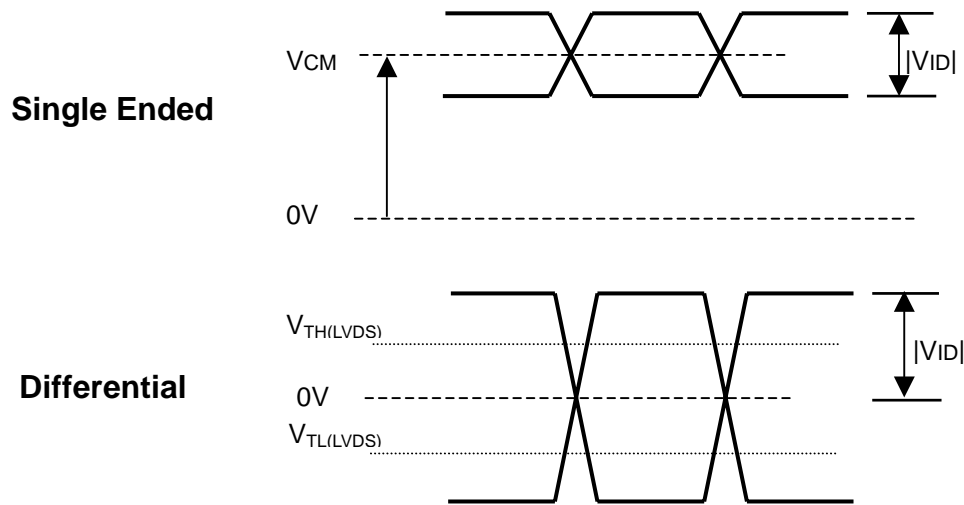 VCM
|VID|
Single Ended
0V
VTH(LVDS)
|VID|
Differential
0V
VTL(LVDS)